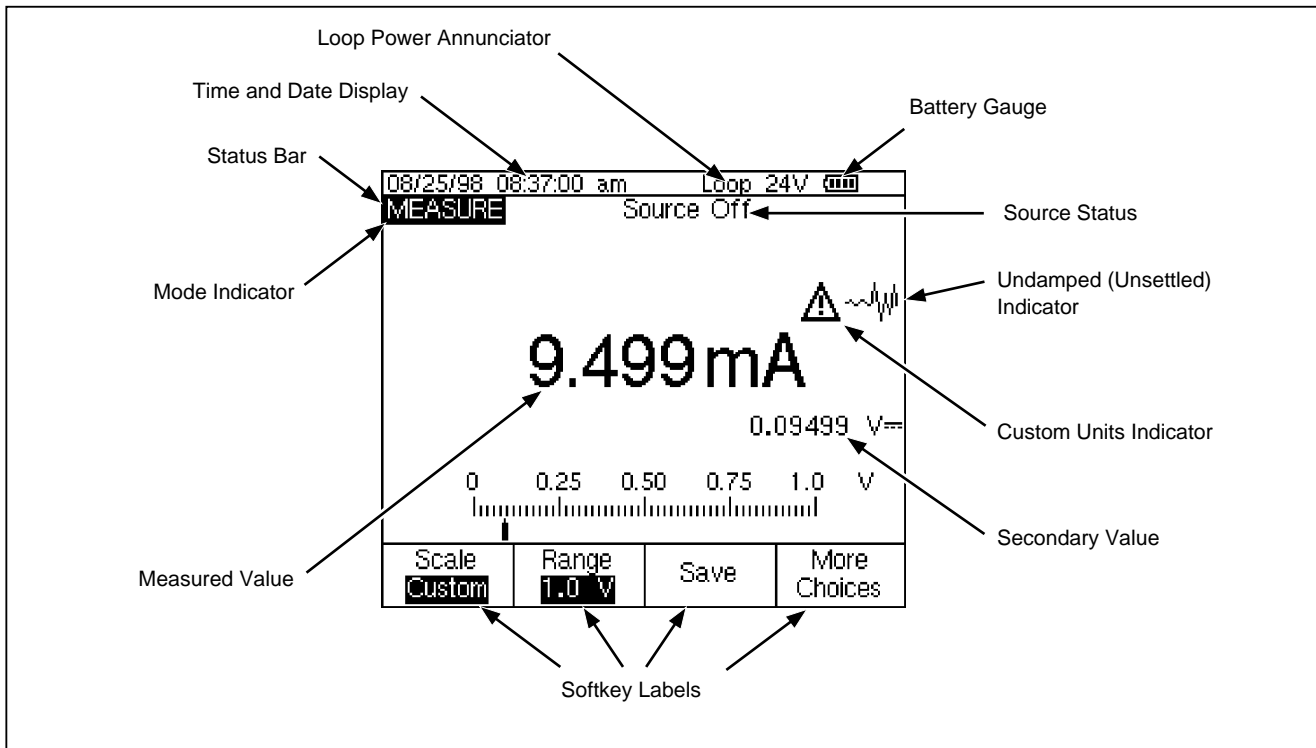 Loop Power Annunciator
Time and Date Display
Battery Gauge
Status Bar
08/25/98 08:37:00 am Loop 24V
MEASURE Source Off
Source Status
Mode Indicator
Undamped (Unsettled)
Indicator
9.499 mA
0.09499 V
Custom Units Indicator
0 0.25 0.50 0.75 1.0 V
Secondary Value
Measured Value
Scale
Custom
Range
1.0 V
Save
More
Choices
Softkey Labels